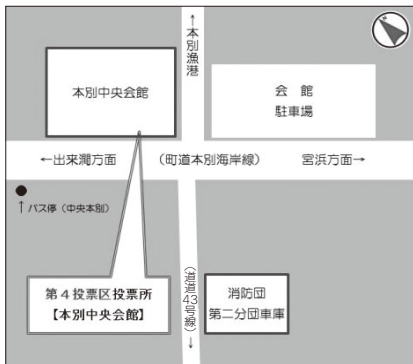 ↑本別漁港
本別中央会館
会　館
駐車場
←出来澗方面
（町道本別海岸線）
宮浜方面→
↑バス停（中央本別）
第４投票区投票所
【本別中央会館】
（道道43号線）↓
消防団
第二分団車庫